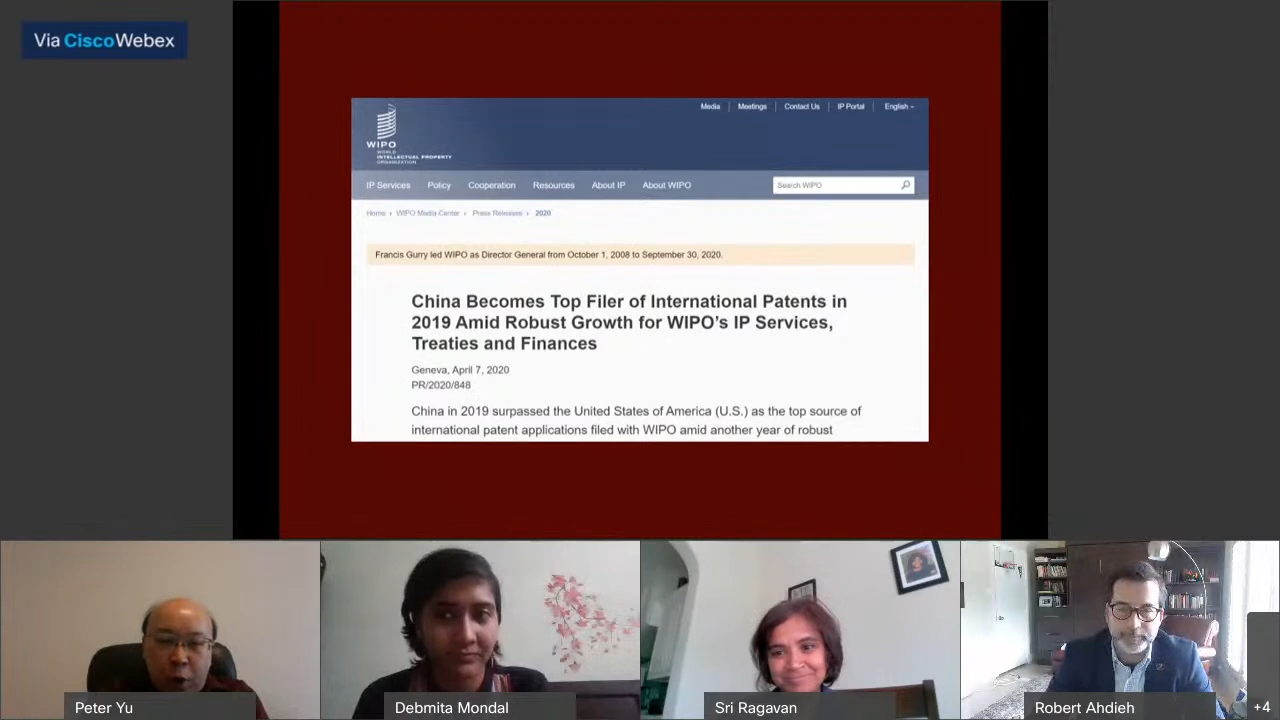 Via Cisco Webex
Media Meetings Contact Us IP Portal English
WIPO
WORLD
INTELLECTUAL PROPERTY
ORGANIZATION
IP Services Policy Cooperation Resources About IP About WIPO Search WIPO
Home › WIPO Media Center › Press Releases › 2020
Francis Gurry led WIPO as Director General from October 1, 2008 to September 30, 2020.
China Becomes Top Filer of International Patents in
2019 Amid Robust Growth for WIPO's IP Services,
Treaties and Finances
Geneva, April 7, 2020
PR/2020/848
China in 2019 surpassed the United States of America (U.S.) as the top source of
international patent applications filed with WIPO amid another year of robust
Peter Yu
Debmita Mondal
Sri Ragavan
Robert Ahdieh
+4